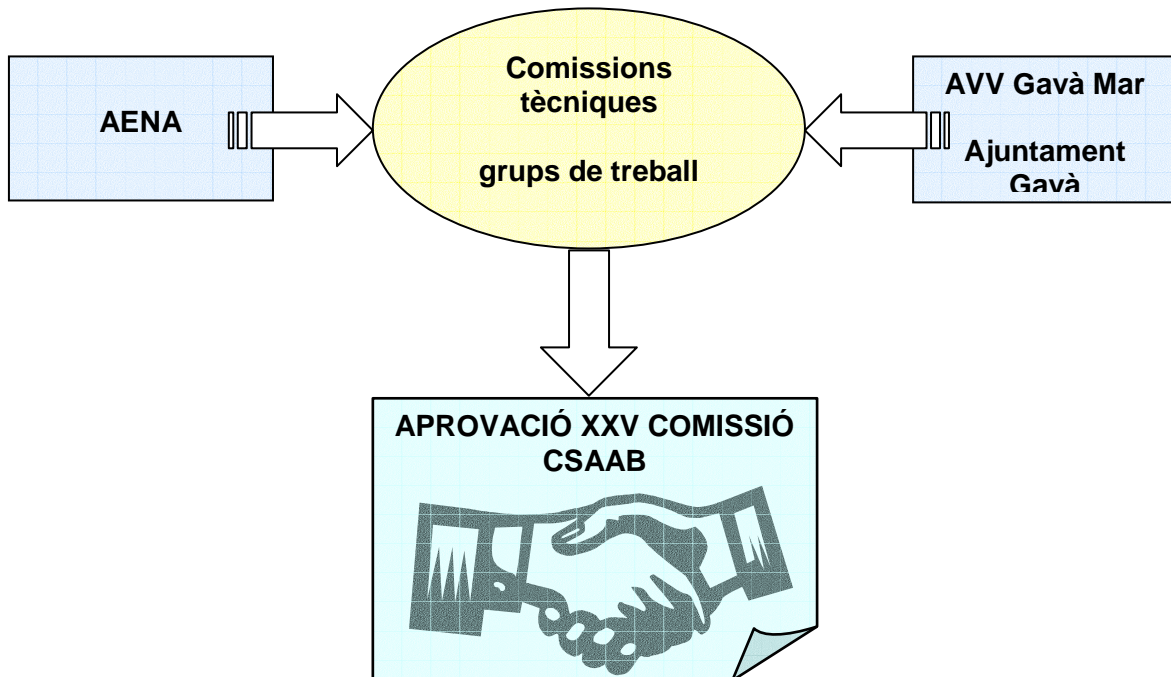 AENA
Comissions
tècniques
grups de treball
AVV Gavà Mar
Ajuntament
Gavà
APROVACIÓ XXV COMISSIÓ
CSAAB